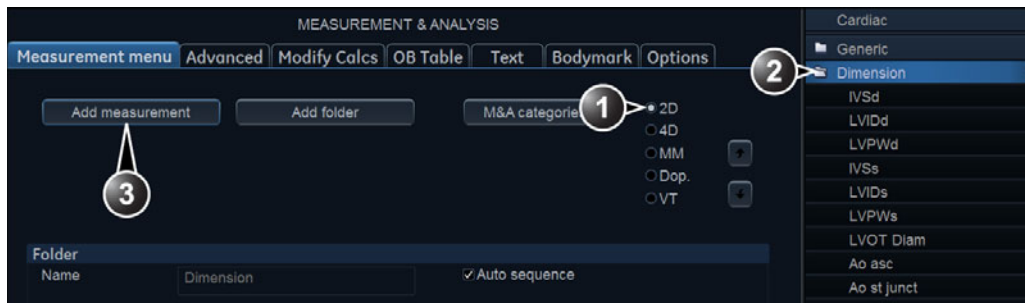 MEASUREMENT & ANALYSIS
Measurement menu Advanced Modify Calcs OB Table Text Bodymark Options
Add measurement Add folder M&A categorie
1
2D
4D
MM
Dop.
VT
3
Folder
Name Dimension Auto sequence
Cardiac
Generic
2
Dimension
IVSd
LVIDd
LVPWd
IVSs
LVIDs
LVPWs
LVOT Diam
Ao asc
Ao st junct